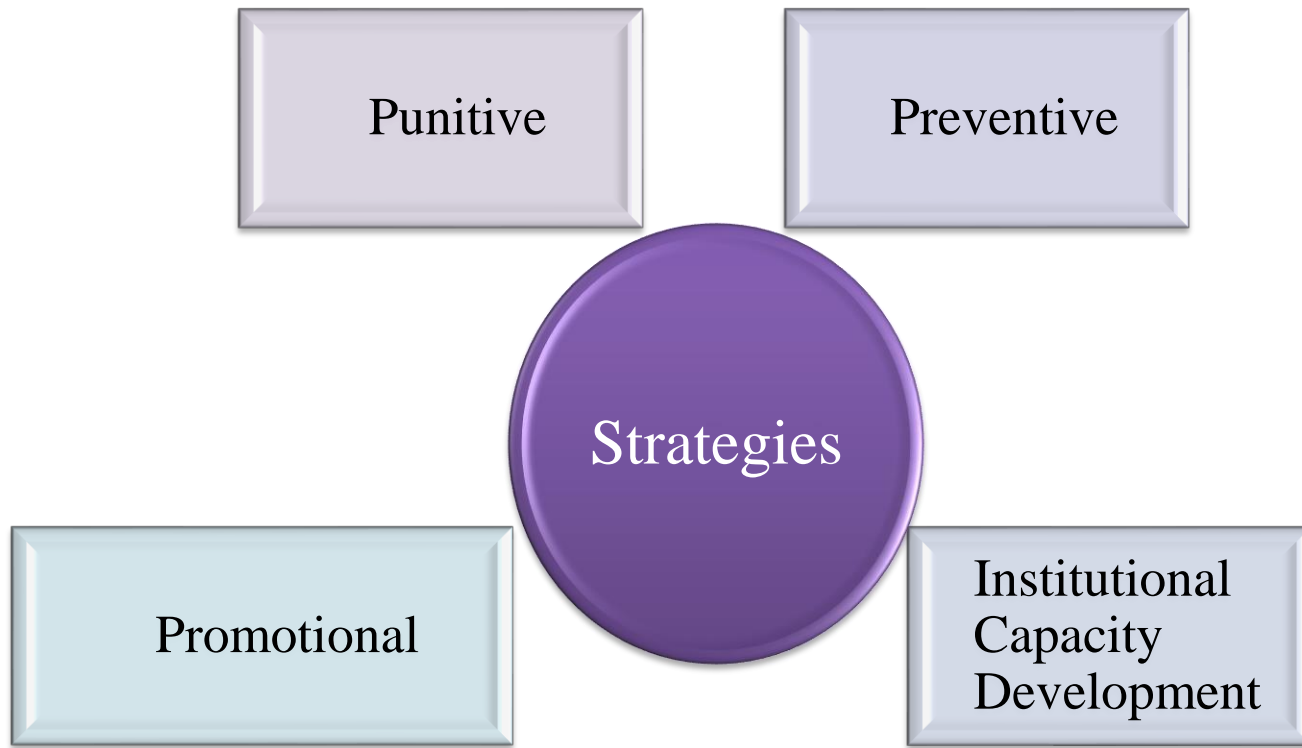 Punitive
Preventive
Strategies
Promotional
Institutional
Capacity
Development